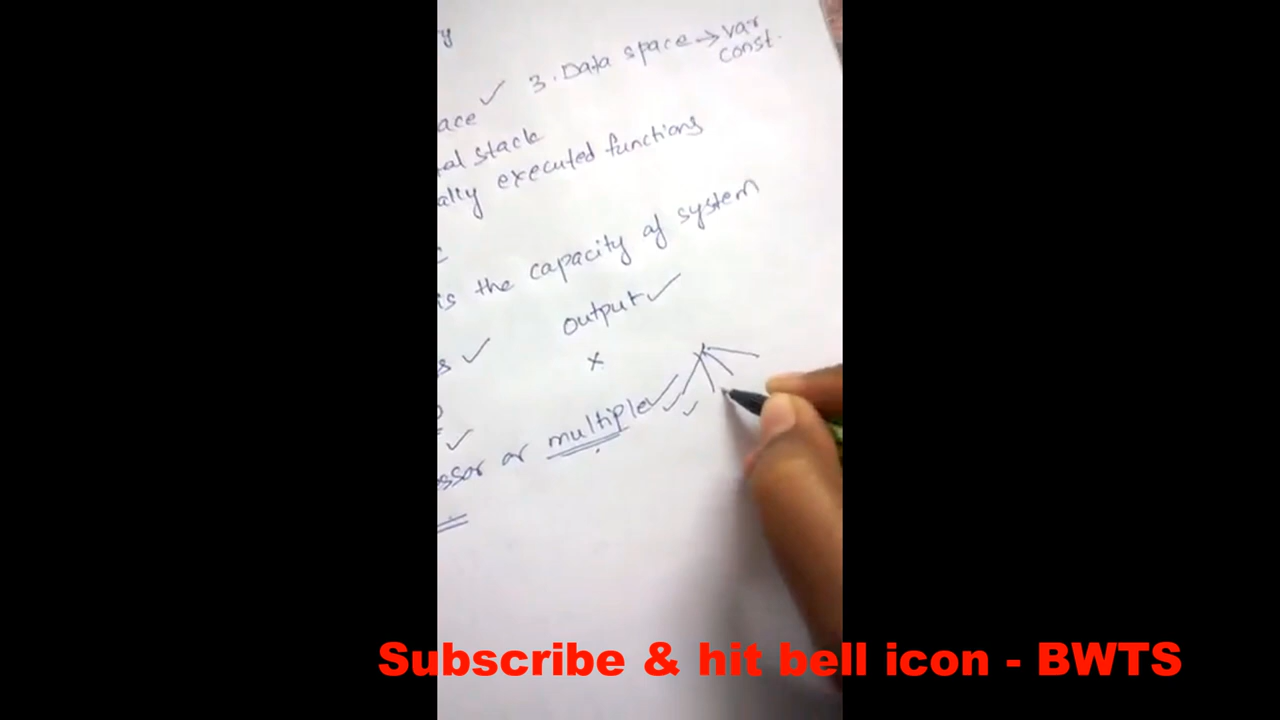 y
3. Data space → var
const.
ace ✓
al stack
ally executed functions
is the capacity of system
output ✓
s ✓
x
✓
ssor or multiple ✓
Subscribe & hit bell icon - BWTS